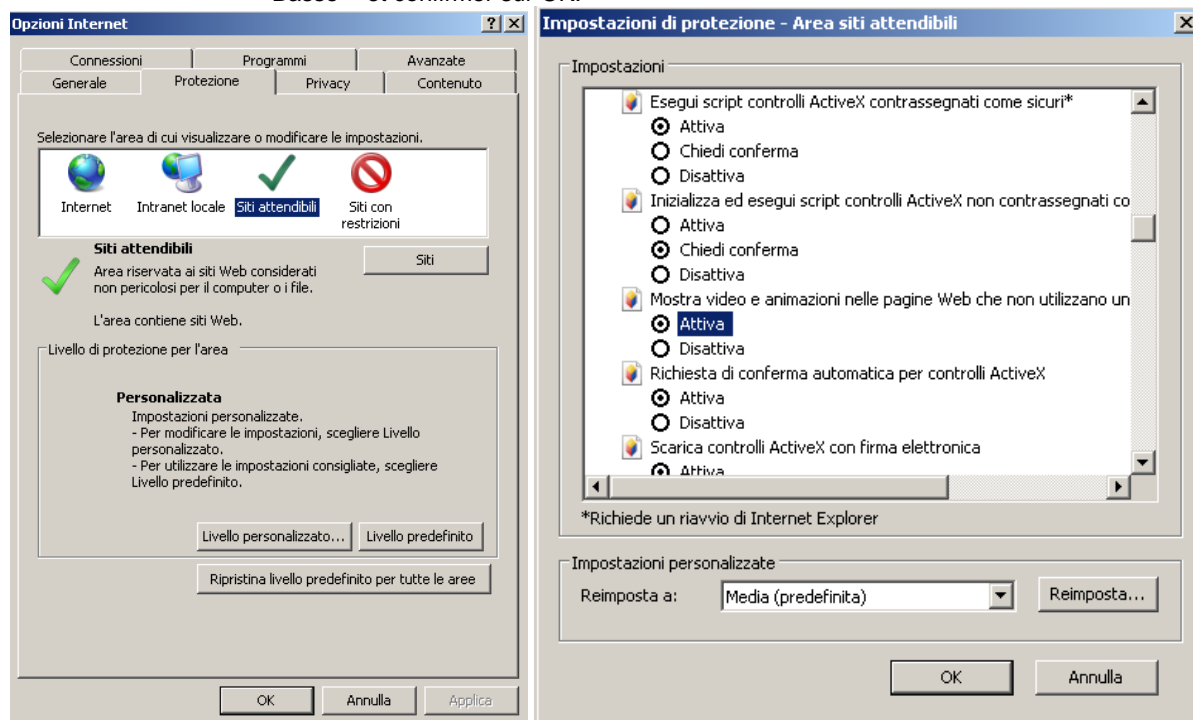 Opzioni Internet
Connessioni Programmi Avanzate
Generale Protezione Privacy Contenuto
Selezionare l'area di cui visualizzare o modificare le impostazioni.
Internet Intranet locale Siti attendibili Siti con
restrizioni
Siti attendibili
Siti
Area riservata ai siti Web considerati
non pericolosi per il computer o i file.
L'area contiene siti Web.
Livello di protezione per l'area
Personalizzata
Impostazioni personalizzate.
- Per modificare le impostazioni, scegliere Livello
personalizzato.
- Per utilizzare le impostazioni consigliate, scegliere
Livello predefinito.
Livello personalizzato... Livello predefinito
Ripristina livello predefinito per tutte le aree
OK Annulla Applica
Impostazioni di protezione - Area siti attendibili
Impostazioni
Esegui script controlli ActiveX contrassegnati come sicuri*
Attiva
Chiedi conferma
Disattiva
Inizializza ed esegui script controlli ActiveX non contrassegnati co
Attiva
Chiedi conferma
Disattiva
Mostra video e animazioni nelle pagine Web che non utilizzano un
Attiva
Disattiva
Richiesta di conferma automatica per controlli ActiveX
Attiva
Disattiva
Scarica controlli ActiveX con firma elettronica
Attiva
*Richiede un riavvio di Internet Explorer
Impostazioni personalizzate
Reimposta a: Media (predefinita) Reimposta...
OK Annulla